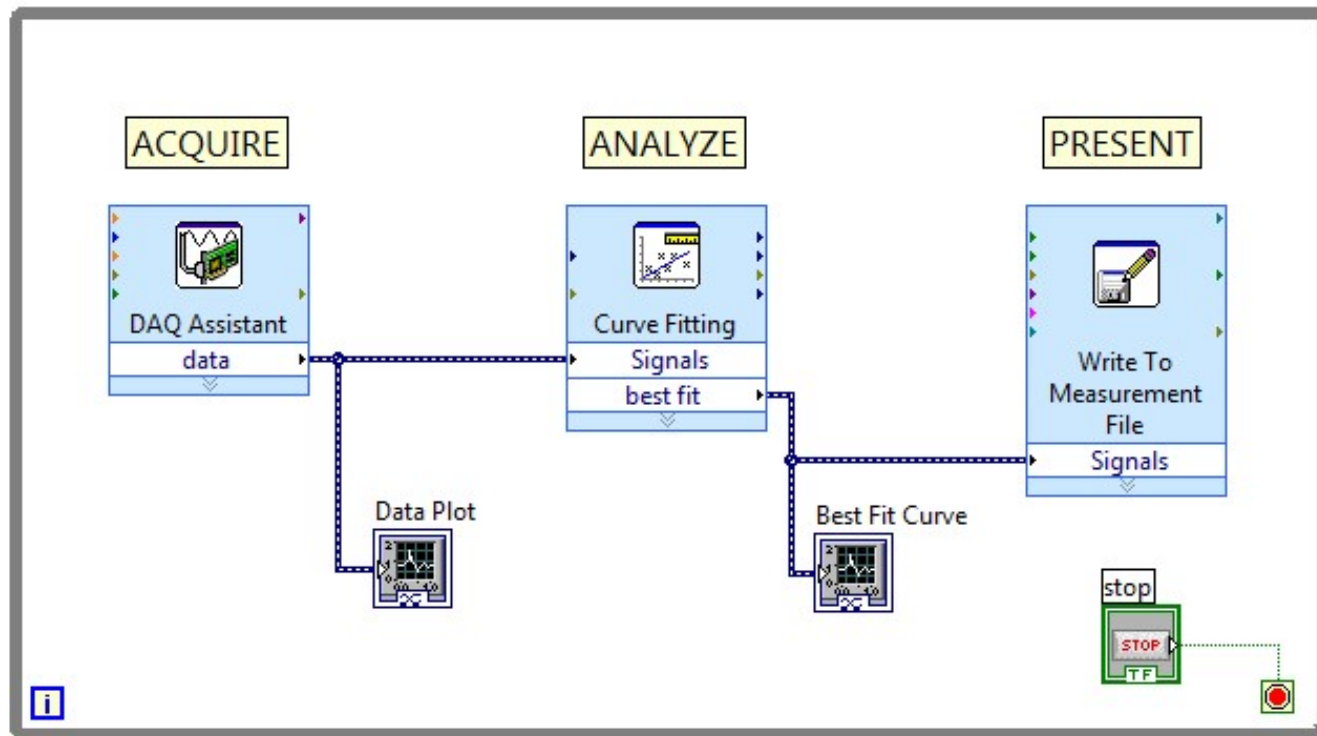 ACQUIRE
ANALYZE
PRESENT
DAQ Assistant
data
Curve Fitting
Signals
best fit
Write To
Measurement
File
Signals
Data Plot
Best Fit Curve
stop
STOP
TF
i